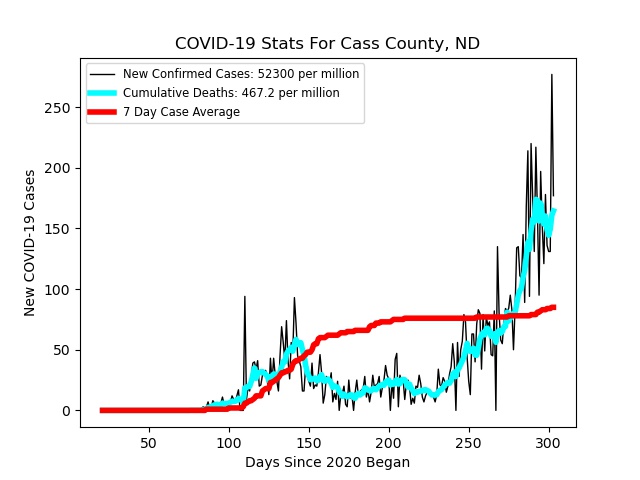 COVID-19 Stats For Cass County, ND
New Confirmed Cases: 52300 per million
Cumulative Deaths: 467.2 per million
7 Day Case Average
New COVID-19 Cases
250
200
150
100
50
0
50 100 150 200 250 300
Days Since 2020 Began